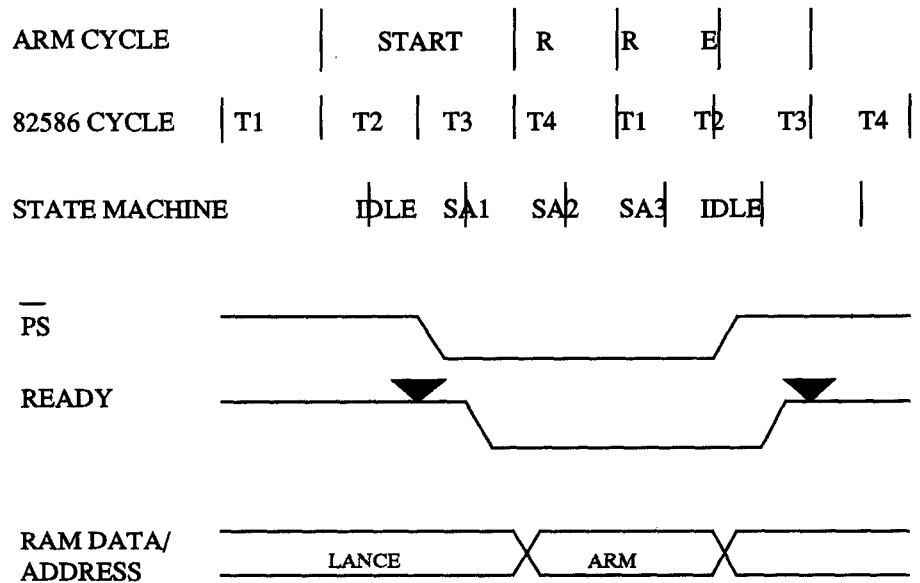 ARM CYCLE START R R E
82586 CYCLE T1 T2 T3 T4 T1 T2 T3 T4
STATE MACHINE IDLE SA1 SA2 SA3 IDLE
PS
READY
RAM DATA/
ADDRESS
LANCE ARM